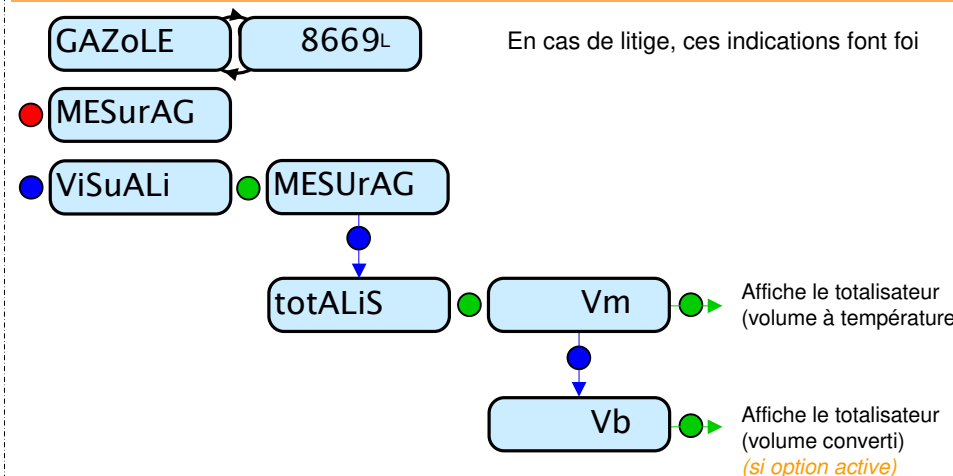 GAZoLE 8669L En cas de litige, ces indications font foi
MESurAG
ViSuALi MESUrAG
totALiS Vm Affiche le totalisateur
(volume à température
Vb Affiche le totalisateur
(volume converti)
(si option active)